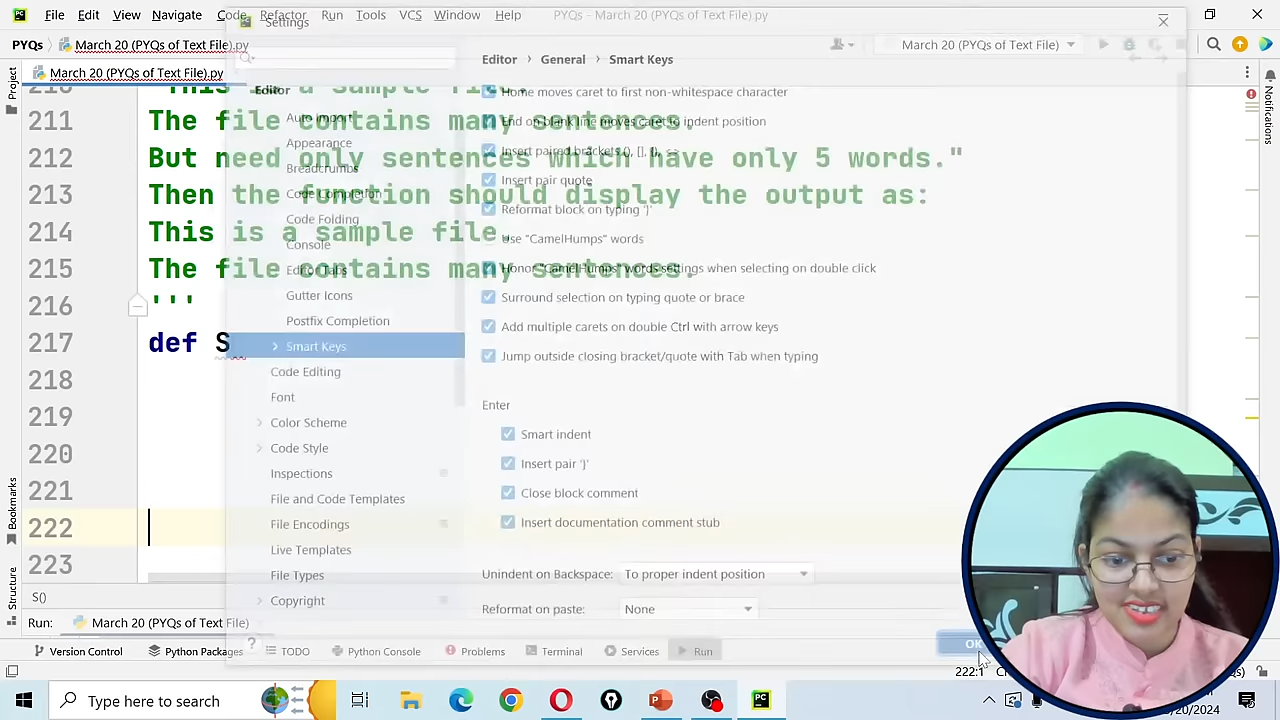 File Edit View Navigate Code Refactor Run Tools VCS Window Help PYQs - March 20 (PYQs of Text File).py
Settings
PYQs March 20 (PYQs of Text File).py
March 20 (PYQs of Text File)
March 20 (PYQs of Text File).py
Project
Notifications
Bookmarks
Structure
211 The file contains many sentences.
212 But need only sentences which have only 5 words."
213 Then the function should display the output as:
214 This is a sample file.
215 The file contains many sentences.
216 '''
217 def S
218
219
220
221
222
223
Editor
Auto Import
Appearance
Breadcrumbs
Code Completion
Code Folding
Console
Editor Tabs
Gutter Icons
Postfix Completion
Smart Keys
Code Editing
Font
Color Scheme
Code Style
Inspections
File and Code Templates
File Encodings
Live Templates
File Types
Copyright
Editor › General › Smart Keys
Home moves caret to first non-whitespace character
End on blank line moves caret to indent position
Insert paired brackets (), [], {}, <>
Insert pair quote
Reformat block on typing '}'
Use "CamelHumps" words
Honor "CamelHumps" words settings when selecting on double click
Surround selection on typing quote or brace
Add multiple carets on double Ctrl with arrow keys
Jump outside closing bracket/quote with Tab when typing
Enter
Smart indent
Insert pair '}'
Close block comment
Insert documentation comment stub
Unindent on Backspace: To proper indent position
Reformat on paste: None
?
OK
S()
Run: March 20 (PYQs of Text File)
Version Control Python Packages TODO Python Console Problems Terminal Services Run
222:1
Type here to search
/20/2024